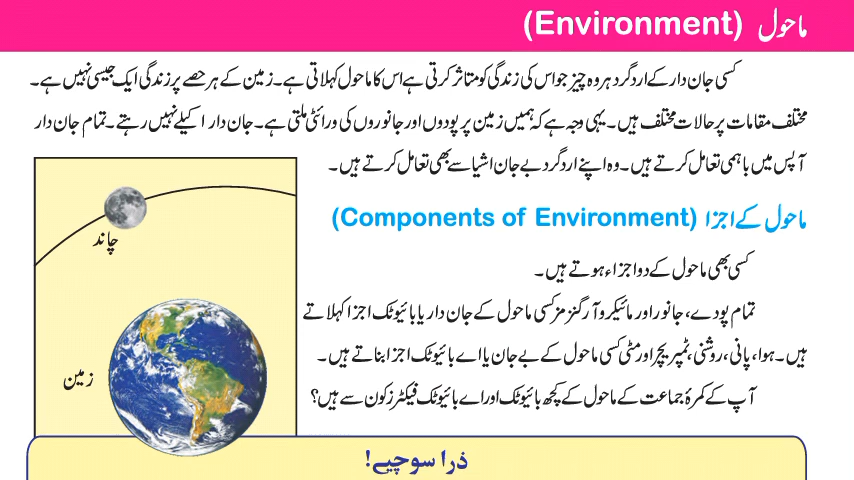 ماحول (Environment)
کسی جان دار کے اردگرد ہر وہ چیز جو اس کی زندگی کو متاثر کرتی ہے اس کا ماحول کہلاتی ہے۔ زمین کے ہر حصے پر زندگی ایک جیسی نہیں ہے۔
مختلف مقامات پر حالات مختلف ہیں۔ یہی وجہ ہے کہ ہمیں زمین پر پودوں اور جانوروں کی ورائٹی ملتی ہے۔ جان دار اکیلے نہیں رہتے۔ تمام جان دار
آپس میں باہمی تعامل کرتے ہیں۔ وہ اپنے اردگرد بے جان اشیا سے بھی تعامل کرتے ہیں۔
ماحول کے اجزا (Components of Environment)
کسی بھی ماحول کے دو اجزاء ہوتے ہیں۔
تمام پودے، جانور اور مائیکروآرگنزمز کسی ماحول کے جان دار یا بائیوٹک اجزا کہلاتے
ہیں۔ ہوا، پانی، روشنی، ٹمپریچر اور مٹی کسی ماحول کے بے جان یا اے بائیوٹک اجزا بناتے ہیں۔
آپ کے کمرۂ جماعت کے ماحول کے کچھ بائیوٹک اور اے بائیوٹک فیکٹرز کون سے ہیں؟
چاند
زمین
ذرا سوچیے!